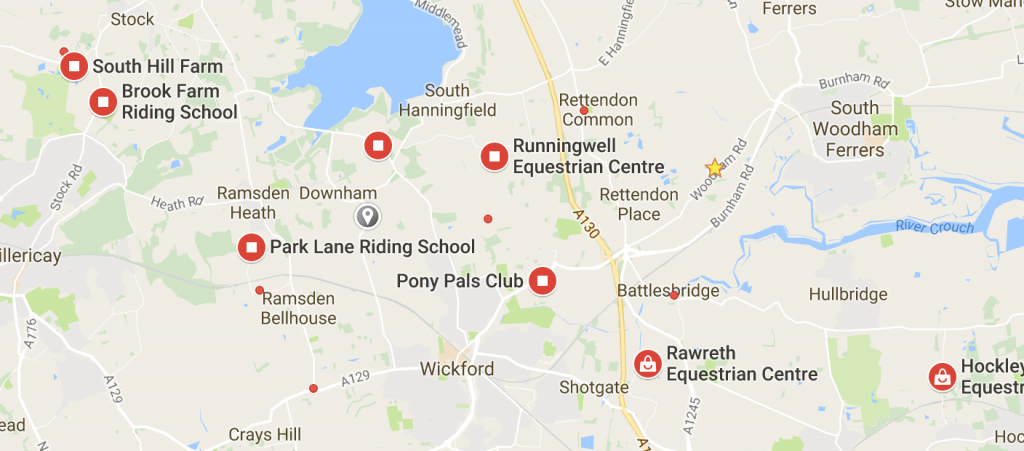 Stock
Middlemead
E Hanningfield
Ferrers
Stow Mar
South Hill Farm
Brook Farm
Riding School
South
Hanningfield
Rettendon
Common
Burnham Rd
South
Woodham
Ferrers
Runningwell
Equestrian Centre
Stock Rd
Heath Rd
Ramsden
Heath
Downham
Rettendon
Place
Woodham Rd
Burnham Rd
A130
River Crouch
illericay
Park Lane Riding School
Pony Pals Club
Battlesbridge
Hullbridge
Ramsden
Bellhouse
A176
A129
A129
Wickford
Shotgate
Rawreth
Equestrian Centre
Hockley
Equestr
A1245
Crays Hill
ead
Hoc